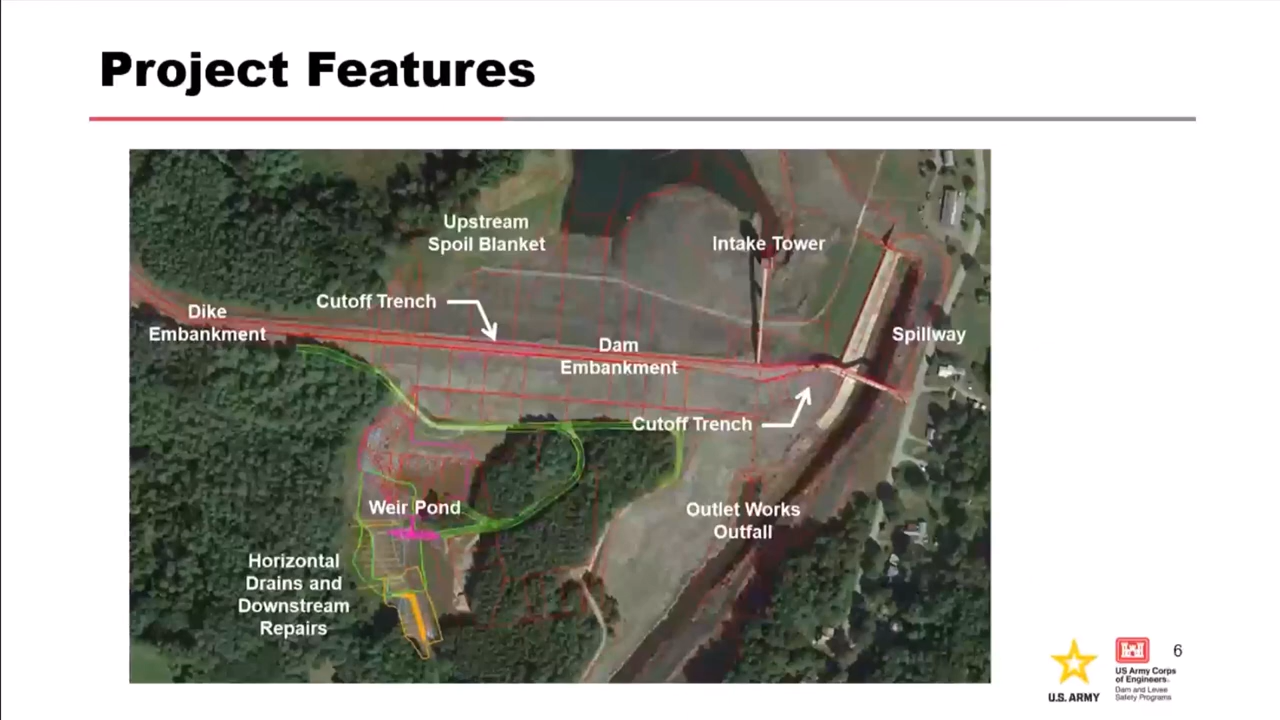 Project Features
Upstream
Spoil Blanket
Intake Tower
Cutoff Trench
Dike
Embankment
Dam
Embankment
Spillway
Cutoff Trench
Weir Pond
Outlet Works
Outfall
Horizontal
Drains and
Downstream
Repairs
6
U.S. ARMY
US Army Corps
of Engineers®
Dam and Levee
Safety Programs